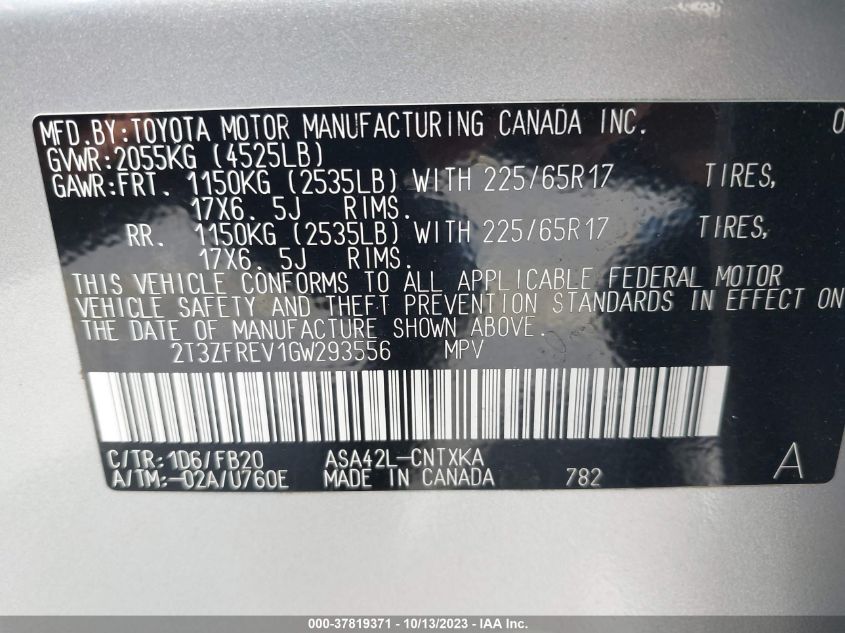 MFD.BY:TOYOTA MOTOR MANUFACTURING CANADA INC. 0
GVWR:2055KG (4525LB)
GAWR:FRT. 1150KG (2535LB) WITH 225/65R17 TIRES,
17X6. 5J RIMS.
RR. 1150KG (2535LB) WITH 225/65R17 TIRES,
17X6. 5J RIMS.
THIS VEHICLE CONFORMS TO ALL APPLICABLE FEDERAL MOTOR
VEHICLE SAFETY AND THEFT PREVENTION STANDARDS IN EFFECT ON
THE DATE OF MANUFACTURE SHOWN ABOVE.
2T3ZFREV1GW293556 MPV
C/TR:1D6/FB20 ASA42L-CNTXKA
A/TM:-02A/U760E MADE IN CANADA 782 A
000-37819371 - 10/13/2023 - IAA Inc.